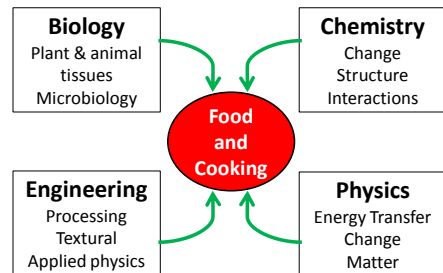 Biology
Plant & animal
tissues
Microbiology
Chemistry
Change
Structure
Interactions
Food
and
Cooking
Engineering
Processing
Textural
Applied physics
Physics
Energy Transfer
Change
Matter